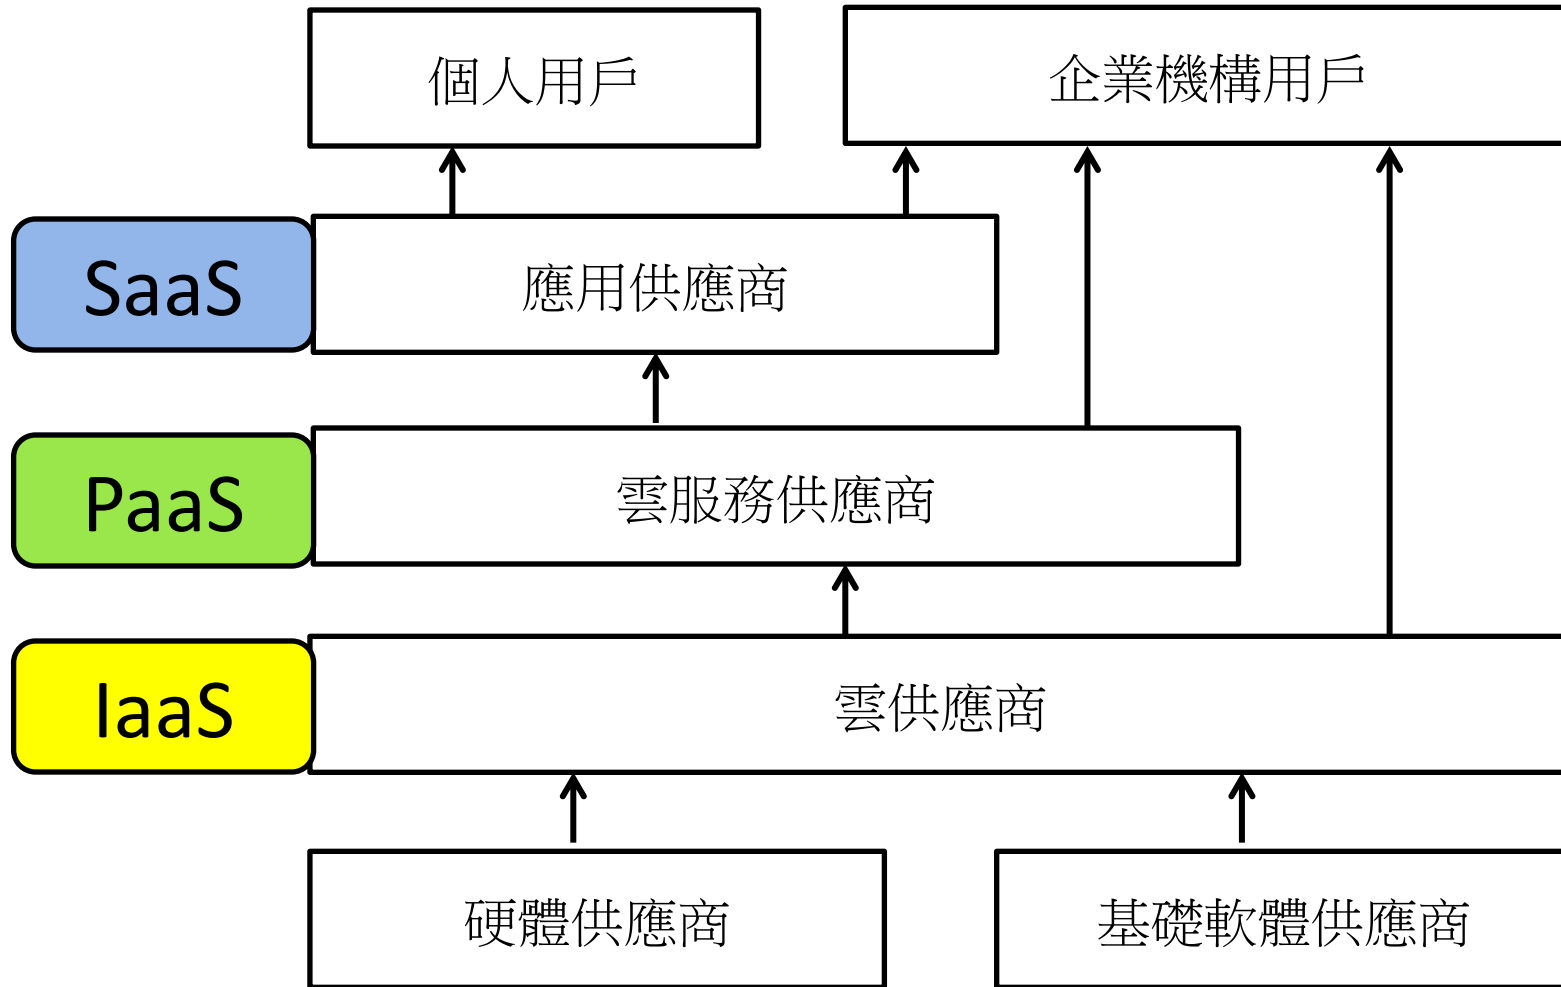 個人用戶
企業機構用戶
SaaS
應用供應商
PaaS
雲服務供應商
IaaS
雲供應商
硬體供應商
基礎軟體供應商